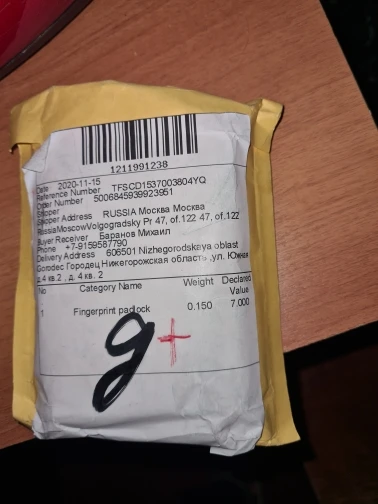 1211991238
Date 2020-11-15
Reference Number TFSCD1537003804YQ
Order Number 5006845939923951
Shipper
Shipper Address RUSSIA Москва Москва
RussiaMoscowVolgogradsky Pr 47, of.122 47, of.122
Buyer Receiver Баранов Михаил
Phone +7-9159587790
Delivery Address 606501 Nizhegorodskaya oblast
Gorodec Городец Нижегорожская область ,ул. Южная
д.4 кв.2 , д. 4 кв. 2
No Category Name Weight Declared Value
1 Fingerprint padlock 0.150 7.000
g+